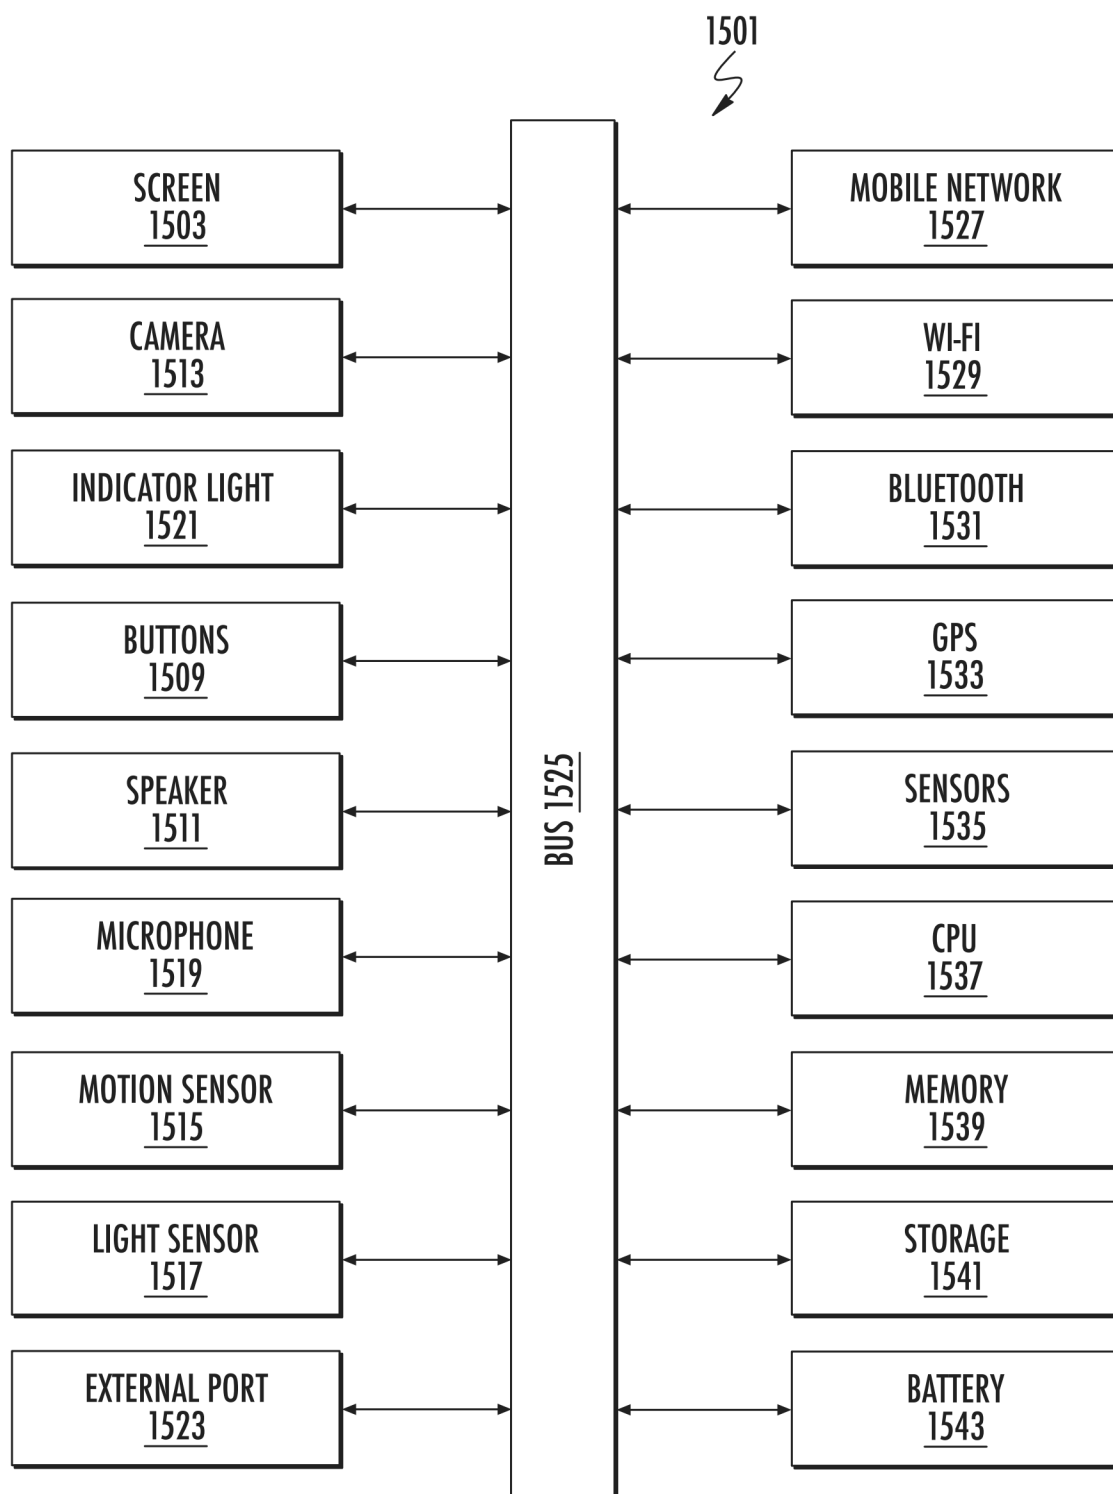 1501
SCREEN
1503
MOBILE NETWORK
1527
CAMERA
1513
WI-FI
1529
INDICATOR LIGHT
1521
BLUETOOTH
1531
BUTTONS
1509
GPS
1533
SPEAKER
1511
BUS 1525
SENSORS
1535
MICROPHONE
1519
CPU
1537
MOTION SENSOR
1515
MEMORY
1539
LIGHT SENSOR
1517
STORAGE
1541
EXTERNAL PORT
1523
BATTERY
1543